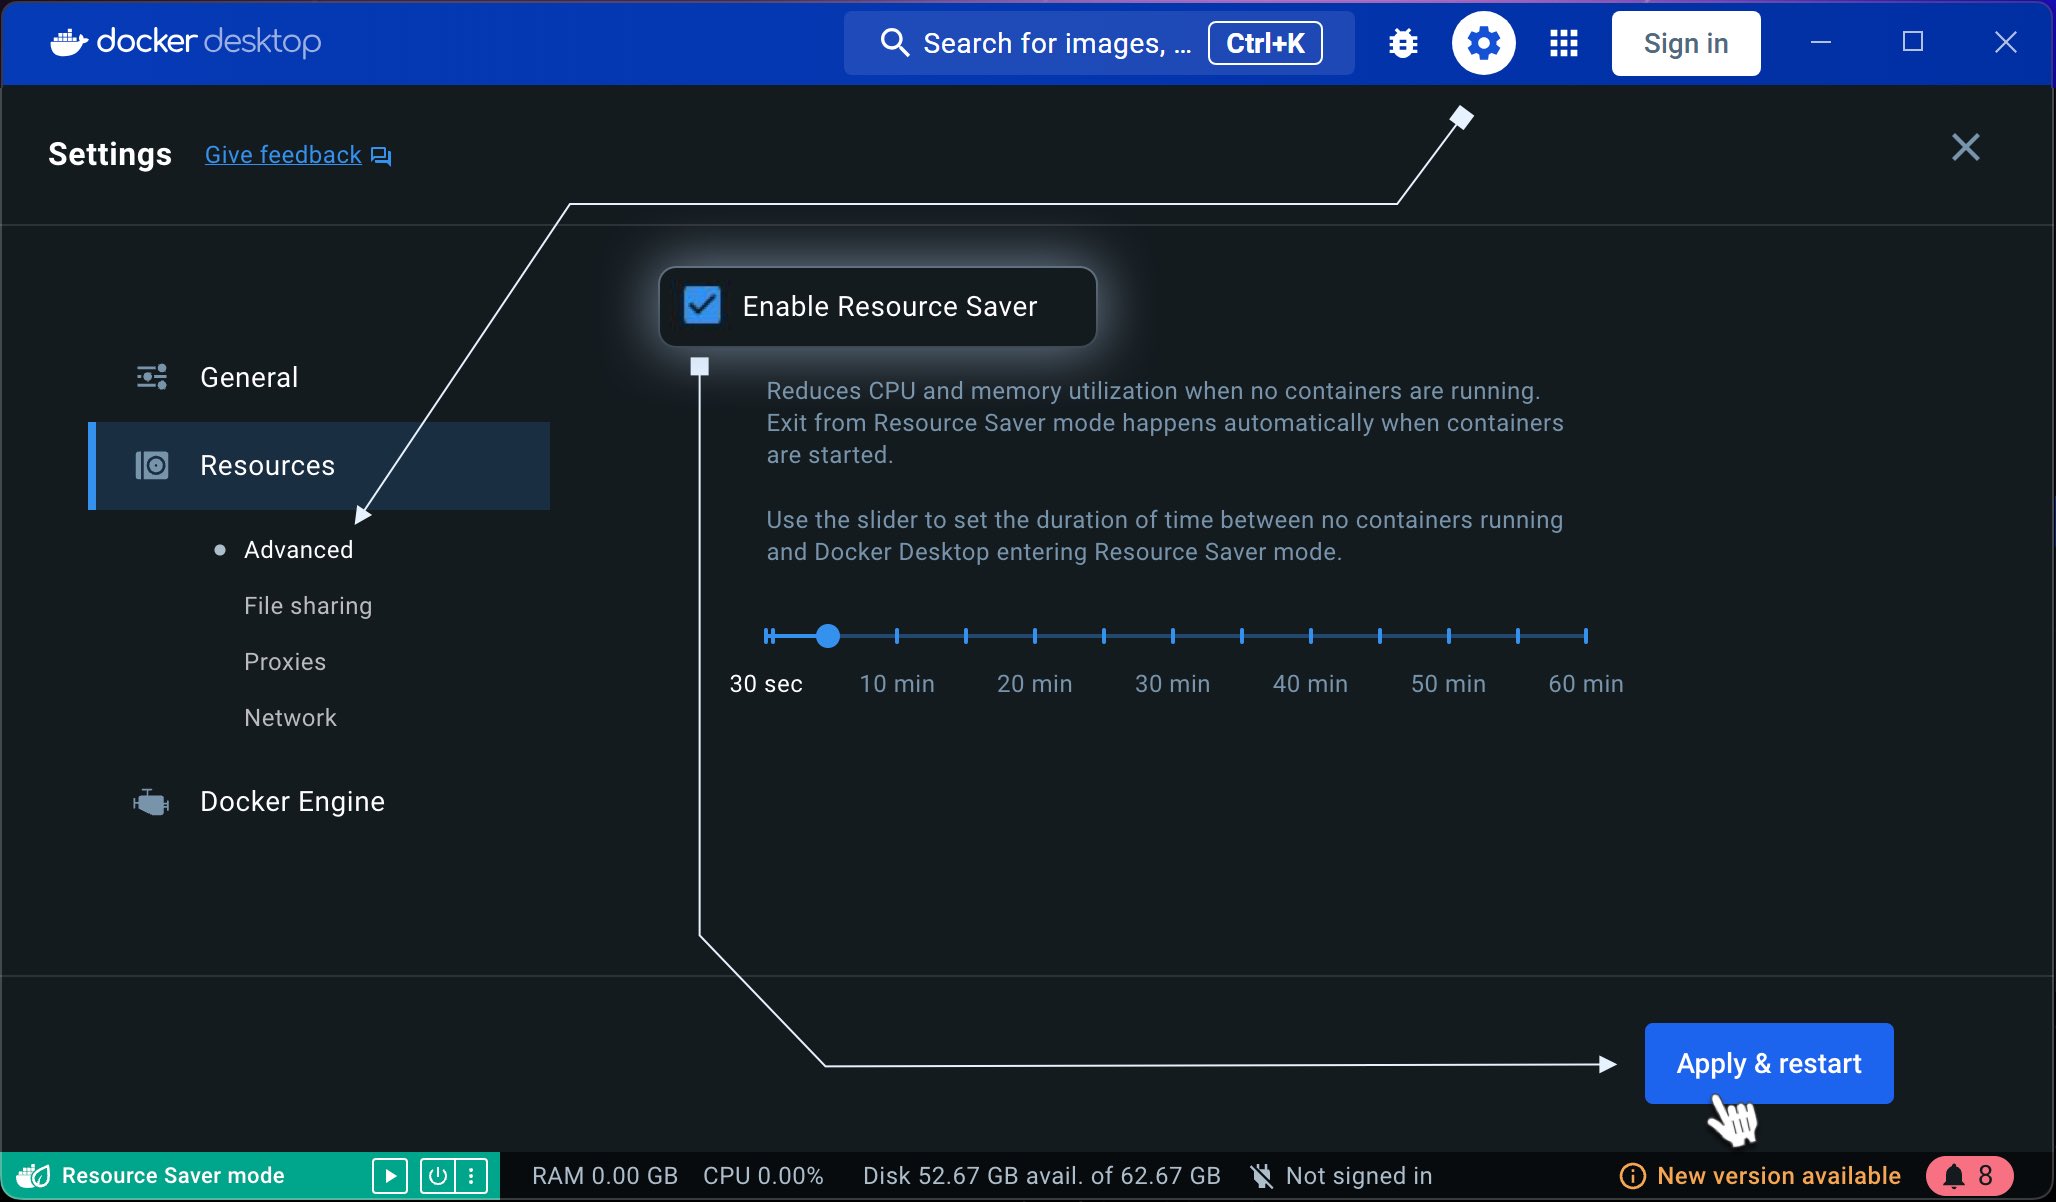 docker desktop
Search for images, ... Ctrl+K
Sign in
Settings
Give feedback
Enable Resource Saver
General
Reduces CPU and memory utilization when no containers are running.
Exit from Resource Saver mode happens automatically when containers
are started.
Resources
Use the slider to set the duration of time between no containers running
and Docker Desktop entering Resource Saver mode.
Advanced
File sharing
Proxies
Network
30 sec 10 min 20 min 30 min 40 min 50 min 60 min
Docker Engine
Apply & restart
Resource Saver mode RAM 0.00 GB CPU 0.00% Disk 52.67 GB avail. of 62.67 GB Not signed in New version available 8